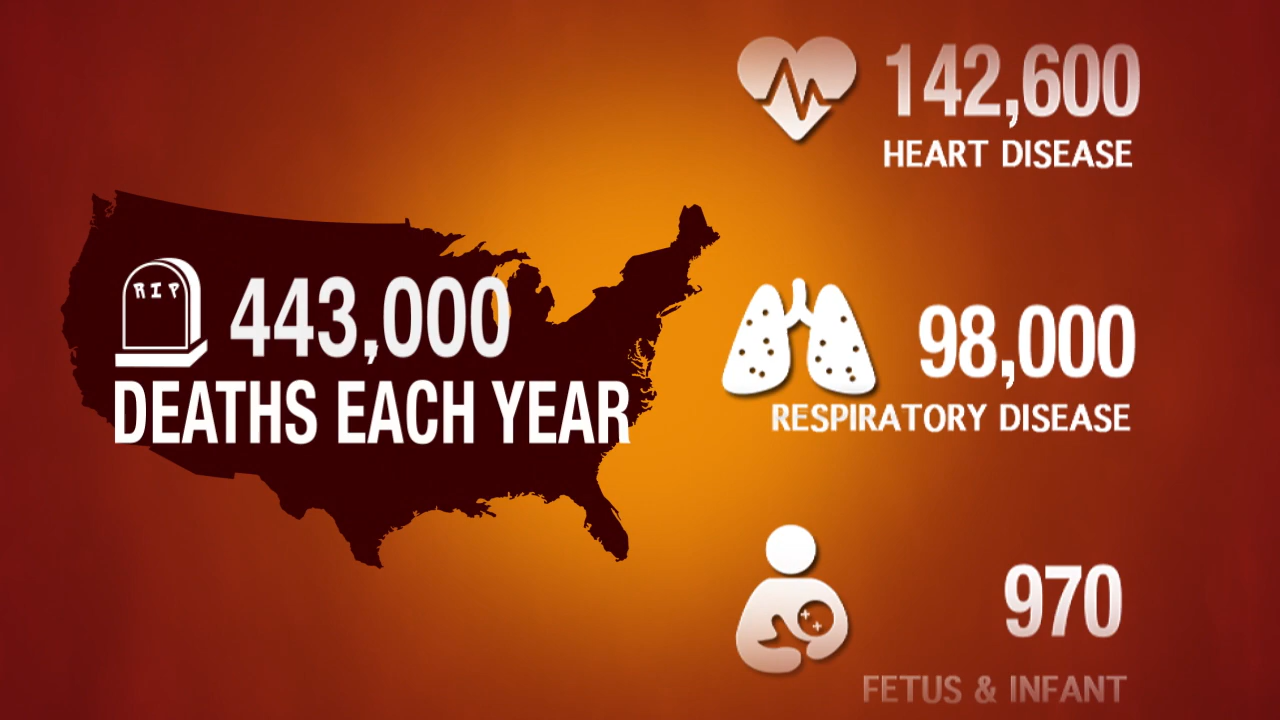 RIP
443,000
DEATHS EACH YEAR
142,600
HEART DISEASE
98,000
RESPIRATORY DISEASE
970
FETUS & INFANT